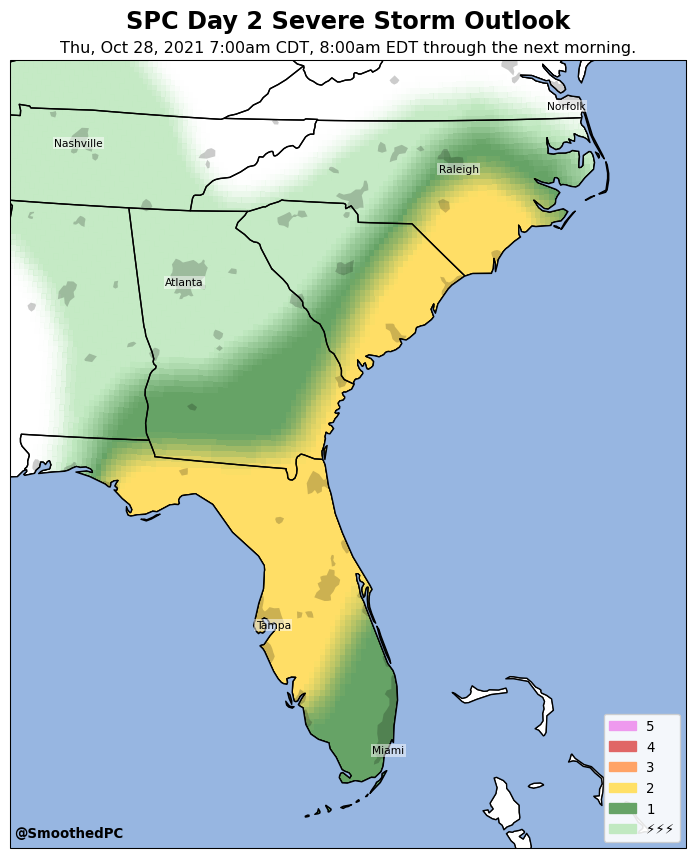 SPC Day 2 Severe Storm Outlook
Thu, Oct 28, 2021 7:00am CDT, 8:00am EDT through the next morning.
Norfolk
Nashville
Raleigh
Atlanta
Tampa
Miami
5
4
3
2
1
⚡⚡⚡
@SmoothedPC